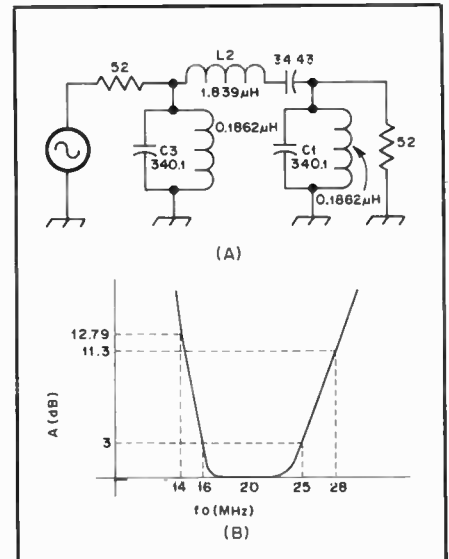 52
L2
1.839μH
34.43
C3
340.1
0.1862μH
C1
340.1
0.1862μH
52
(A)
A (dB)
12.79
11.3
3
14
16
20
25
28
fo (MHz)
(B)